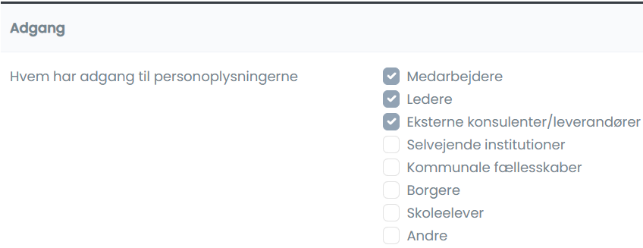 Adgang
Hvem har adgang til personoplysningerne
Medarbejdere
Ledere
Eksterne konsulenter/leverandører
Selvejende institutioner
Kommunale fællesskaber
Borgere
Skoleelever
Andre